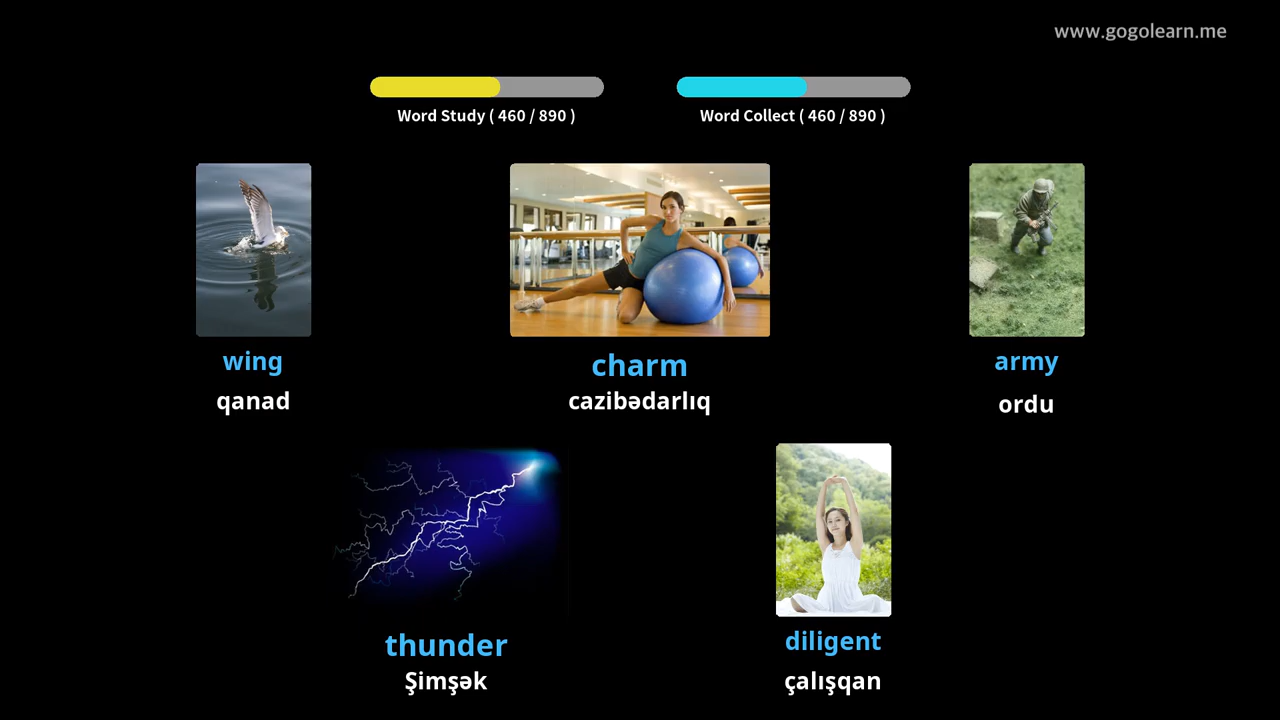 www.gogolearn.me
Word Study ( 460 / 890 )
Word Collect ( 460 / 890 )
wing
qanad
charm
cazibədarlıq
army
ordu
thunder
Şimşək
diligent
çalışqan